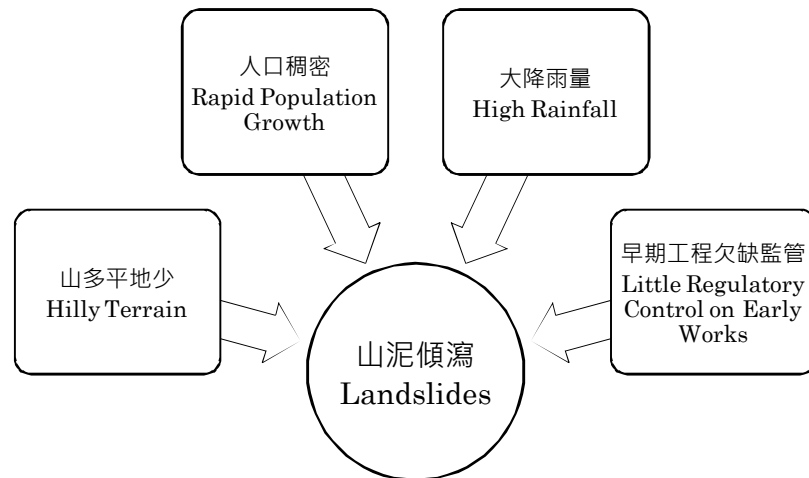 人口稠密
Rapid Population
Growth
大降雨量
High Rainfall
山多平地少
Hilly Terrain
早期工程欠缺監管
Little Regulatory
Control on Early
Works
山泥傾瀉
Landslides